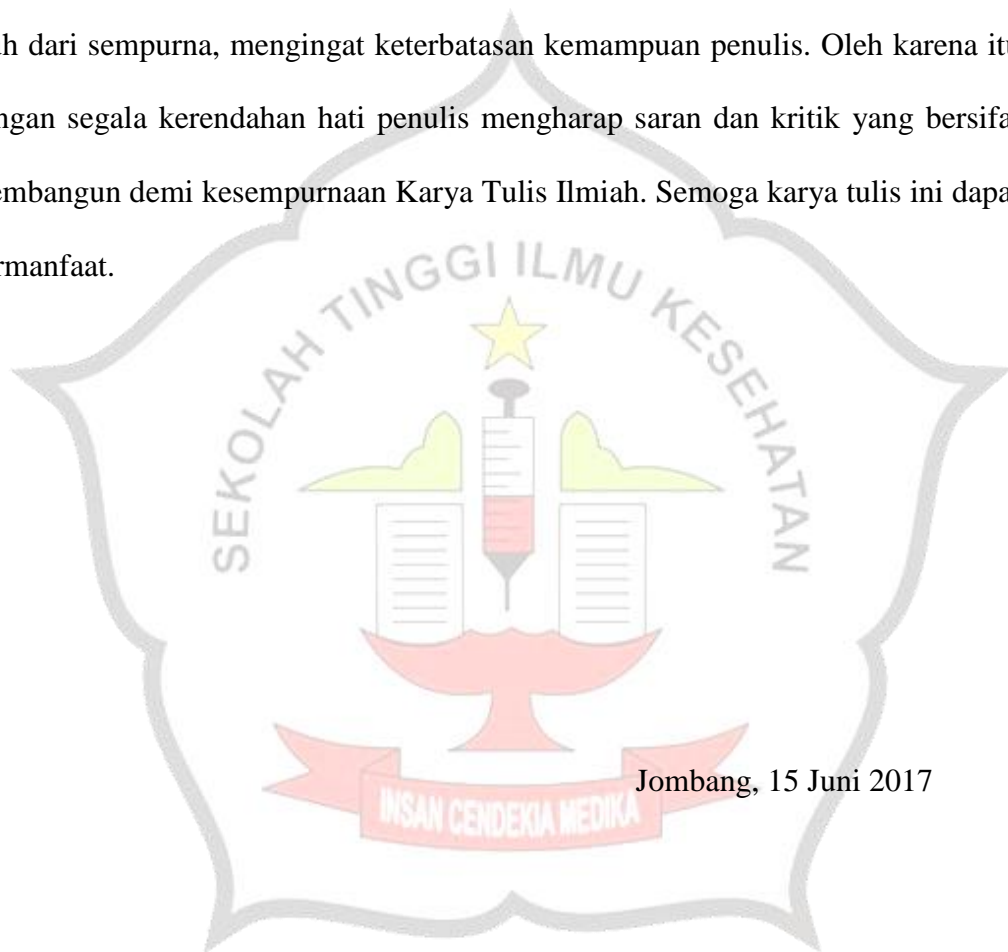 h dari sempurna, mengingat keterbatasan kemampuan penulis. Oleh karena itu
ngan segala kerendahan hati penulis mengharap saran dan kritik yang bersifa
embangun demi kesempurnaan Karya Tulis Ilmiah. Semoga karya tulis ini dapa
rmanfaat.
SEKOLAH TINGGI ILMU KESEHATAN
Jombang, 15 Juni 2017
INSAN CENDEKIA MEDIKA